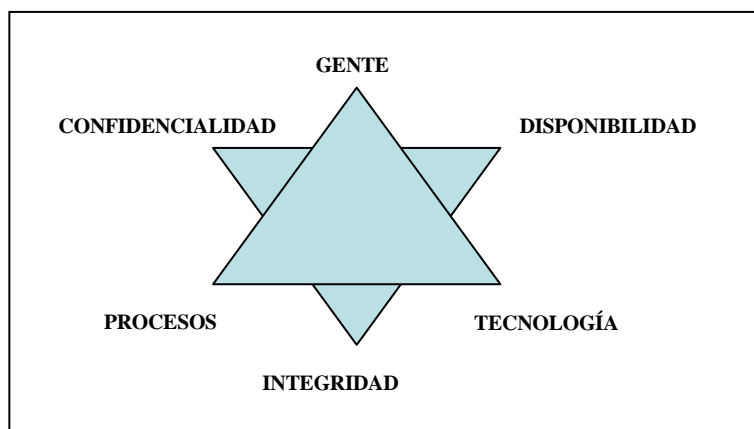 GENTE
CONFIDENCIALIDAD
DISPONIBILIDAD
PROCESOS
TECNOLOGÍA
INTEGRIDAD